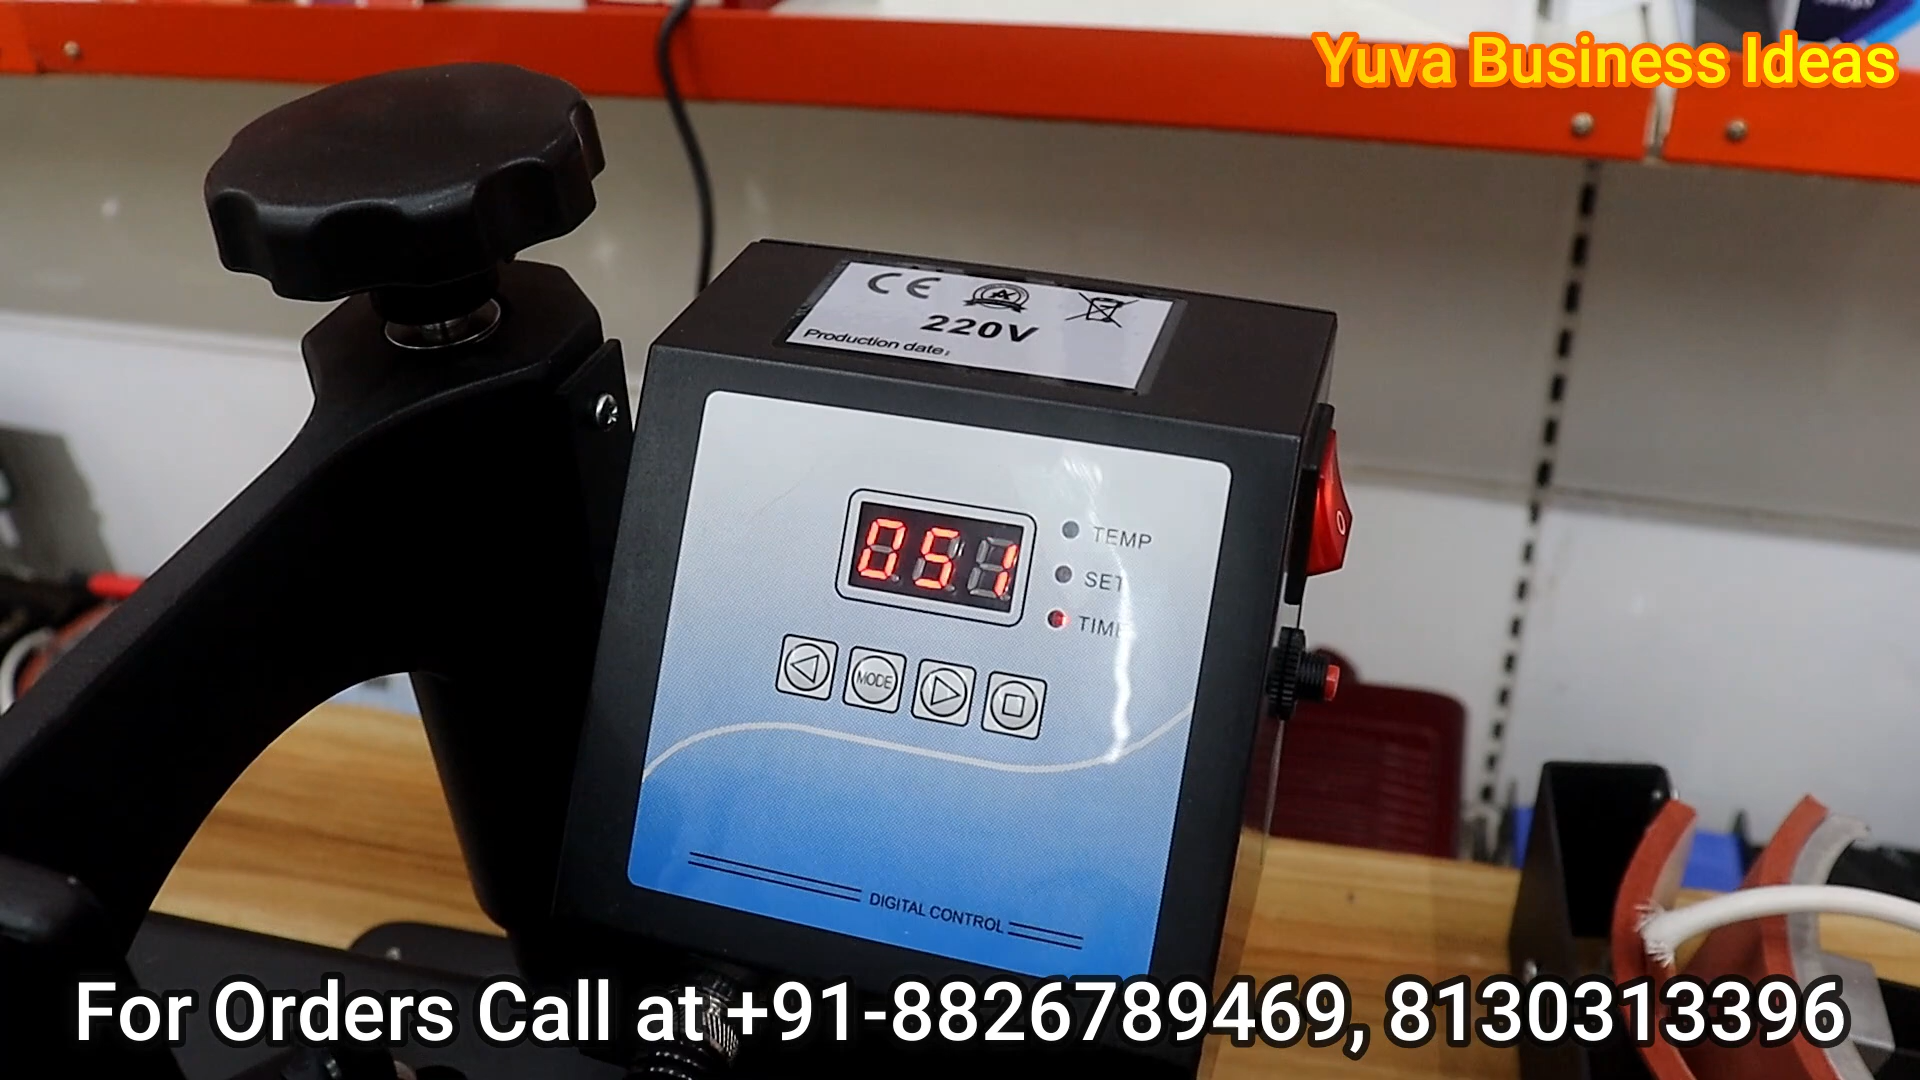 Yuva Business Ideas
CE
220V
Production date:
051
TEMP
SET
TIME
MODE
DIGITAL CONTROL
0
For Orders Call at +91-8826789469, 8130313396